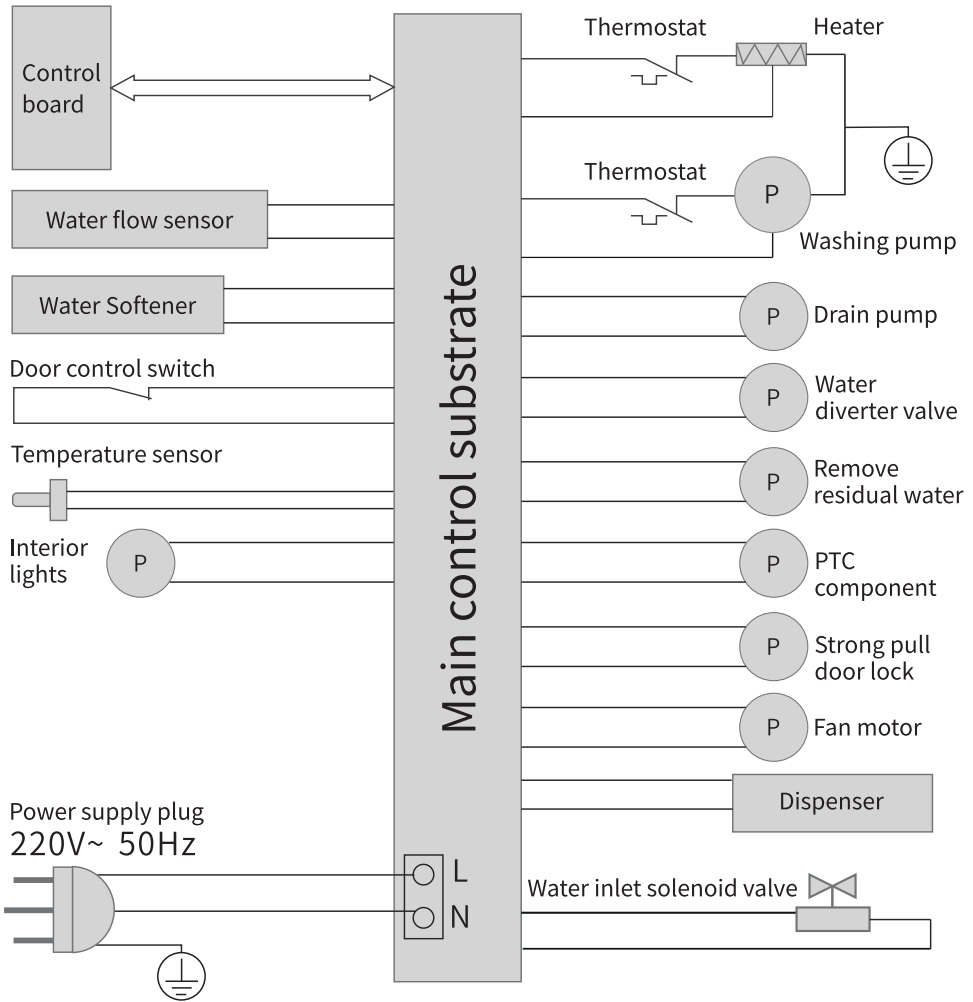 Control
board
Water flow sensor
Water Softener
Door control switch
Temperature sensor
Interior
lights
P
Power supply plug
220V~ 50Hz
Main control substrate
L
N
Thermostat
Heater
Thermostat
P
Washing pump
P
Drain pump
P
Water
diverter valve
P
Remove
residual water
P
PTC
component
P
Strong pull
door lock
P
Fan motor
Dispenser
Water inlet solenoid valve